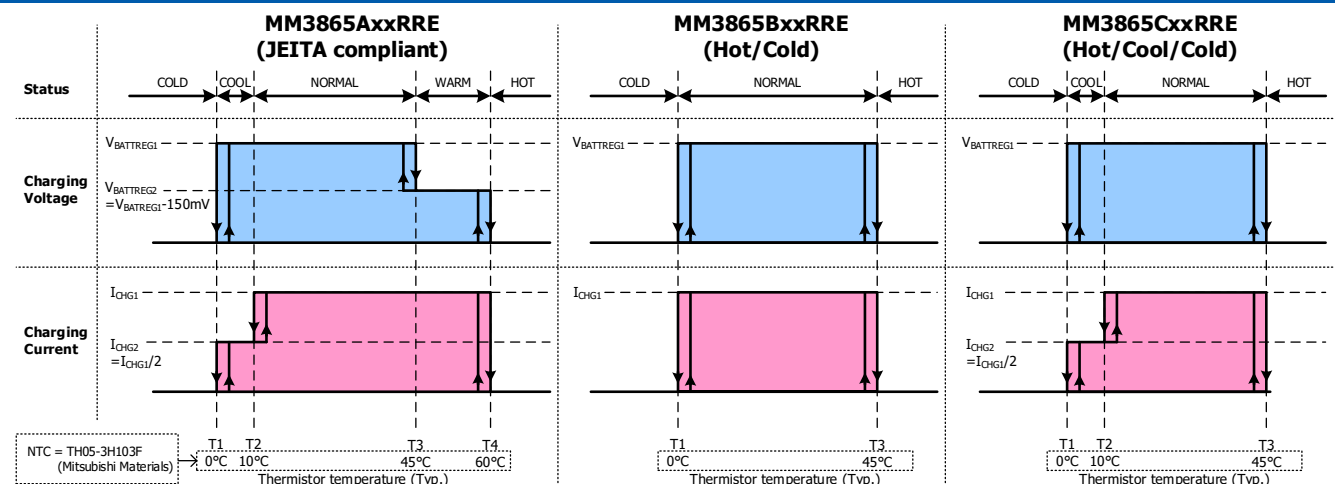 MM3865AxxRRE
(JEITA compliant)
MM3865BxxRRE
(Hot/Cold)
MM3865CxxRRE
(Hot/Cool/Cold)
Status
COLD COOL NORMAL WARM HOT
COLD NORMAL HOT
COLD COOL NORMAL HOT
Charging
Voltage
VBATTREG1
VBATTREG2
=VBATREG1-150mV
VBATTREG1
VBATTREG1
Charging
Current
ICHG1
ICHG2
=ICHG1/2
ICHG1
ICHG1
ICHG2
=ICHG1/2
NTC = TH05-3H103F
(Mitsubishi Materials)
T1 T2 T3 T4
0°C 10°C 45°C 60°C
Thermistor temperature (Typ.)
T1 T3
0°C 45°C
Thermistor temperature (Typ.)
T1 T2 T3
0°C 10°C 45°C
Thermistor temperature (Typ.)